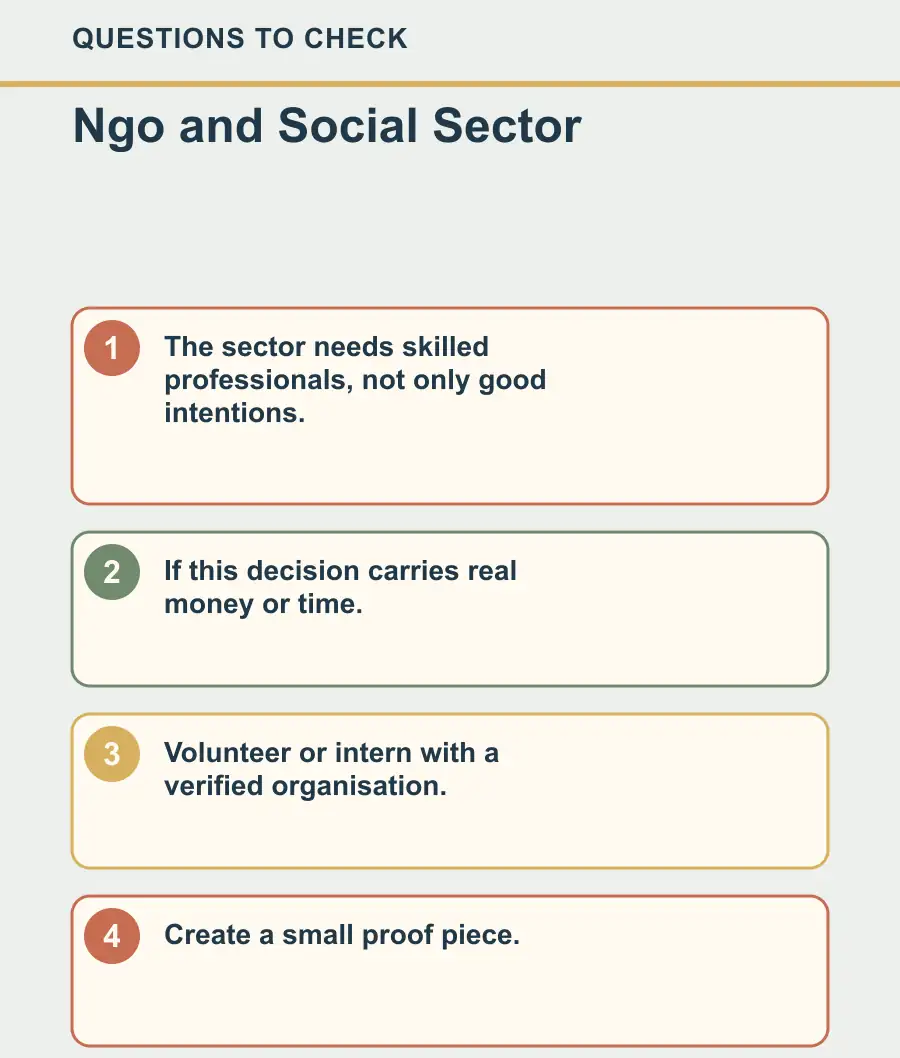 QUESTIONS TO CHECK
Ngo and Social Sector
1
The sector needs skilled
professionals, not only good
intentions.
2
If this decision carries real
money or time.
3
Volunteer or intern with a
verified organisation.
4
Create a small proof piece.